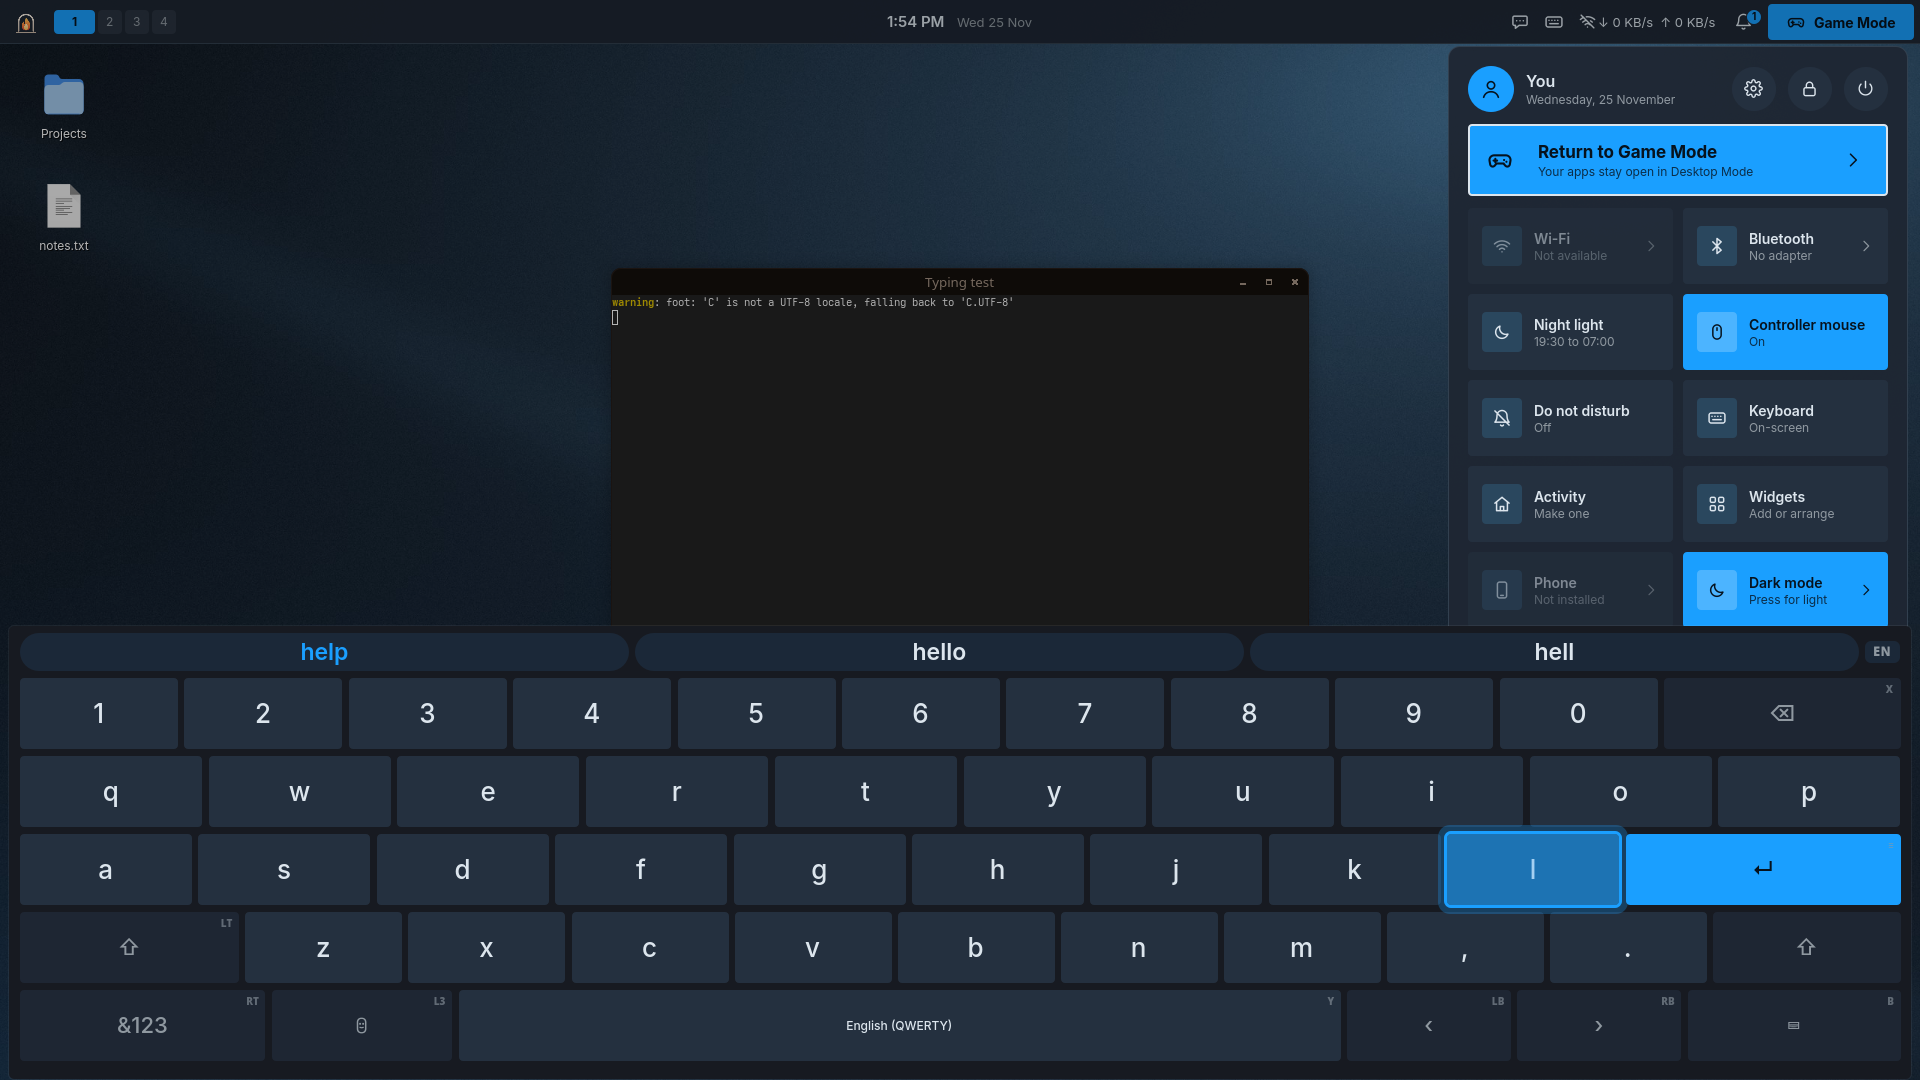 1 2 3 4
1:54 PM Wed 25 Nov
0 KB/s 0 KB/s
1
Game Mode
Projects
notes.txt
Typing test
warning: foot: 'C' is not a UTF-8 locale, falling back to 'C.UTF-8'
You
Wednesday, 25 November
Return to Game Mode
Your apps stay open in Desktop Mode
Wi-Fi
Not available
Bluetooth
No adapter
Night light
19:30 to 07:00
Controller mouse
On
Do not disturb
Off
Keyboard
On-screen
Activity
Make one
Widgets
Add or arrange
Phone
Not installed
Dark mode
Press for light
help hello hell EN
1 2 3 4 5 6 7 8 9 0 X
q w e r t y u i o p
a s d f g h j k l
LT z x c v b n m , .
&123 RT L3 English (QWERTY) Y ‹ LB › RB B